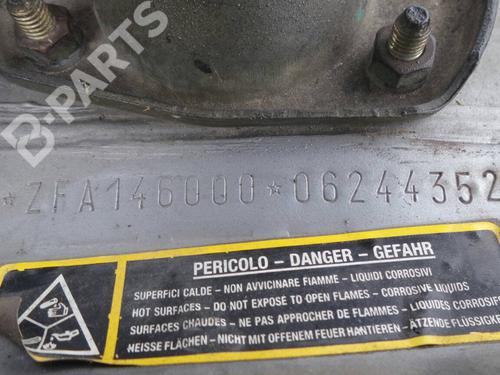 B-PARTS
*ZFA146000*06244352
PERICOLO - DANGER - GEFAHR
SUPERFICI CALDE - NON AVVICINARE FIAMME - LIQUIDI CORROSIVI
HOT SURFACES - DO NOT EXPOSE TO OPEN FLAMES - CORROSIVE LIQUIDS
SURFACES CHAUDES - NE PAS APPROCHER DE FLAMMES - LIQUIDES CORROSI
HEISSE FLÄCHEN - NICHT MIT OFFENEM FEUER HANTIEREN - ÄTZENDE FLÜSSIGK